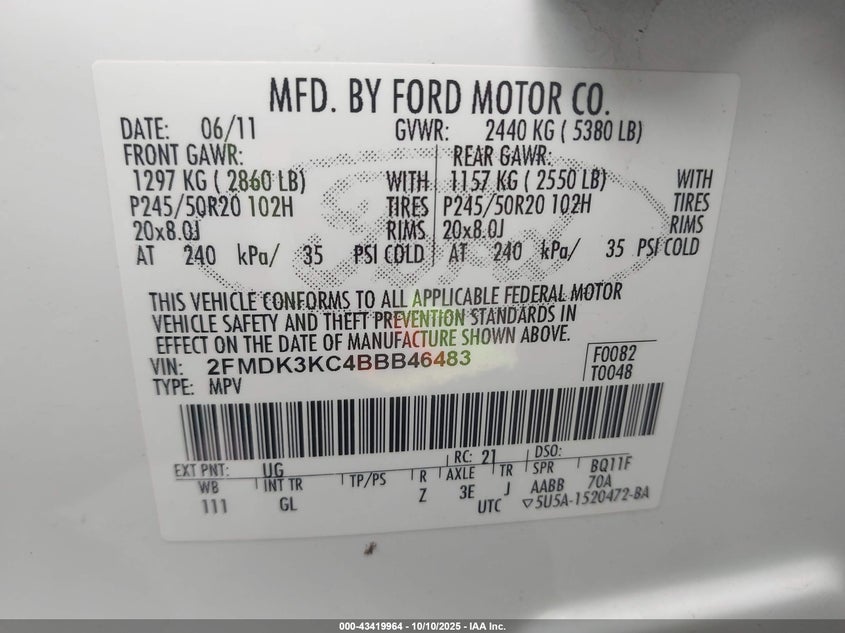 MFD. BY FORD MOTOR CO.
DATE: 06/11 GVWR: 2440 KG ( 5380 LB)
FRONT GAWR: REAR GAWR:
1297 KG ( 2860 LB) WITH 1157 KG ( 2550 LB) WITH
P245/50R20 102H TIRES P245/50R20 102H TIRES
20x8.0J RIMS 20x8.0J RIMS
AT 240 kPa/ 35 PSI COLD AT 240 kPa/ 35 PSI COLD
THIS VEHICLE CONFORMS TO ALL APPLICABLE FEDERAL MOTOR
VEHICLE SAFETY AND THEFT PREVENTION STANDARDS IN
EFFECT ON THE DATE OF MANUFACTURE SHOWN ABOVE.
VIN: 2FMDK3KC4BBB46483 F0082
TYPE: MPV T0048
EXT PNT: UG RC: 21 DSO:
WB INT TR TP/PS R AXLE TR SPR BQ11F
111 GL Z 3E J AABB 70A
UTC ▽5U5A-1520472-BA
000-43419964 - 10/10/2025 - IAA Inc.